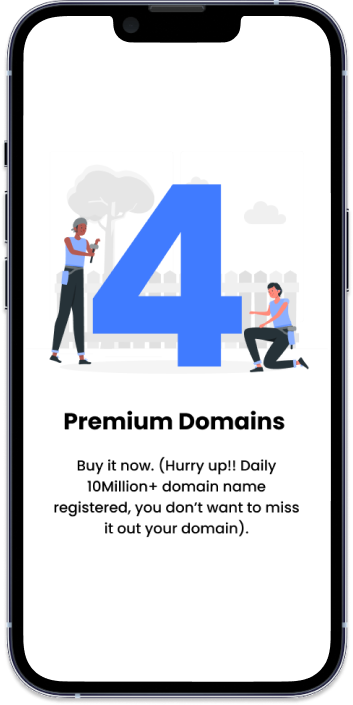 4
Premium Domains
Buy it now. (Hurry up!! Daily
10Million+ domain name
registered, you don't want to miss
it out your domain).